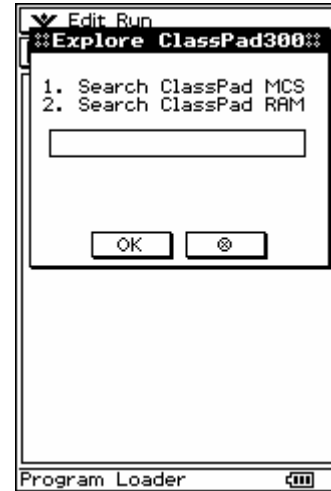 Edit Run
Explore ClassPad300
1. Search ClassPad MCS
2. Search ClassPad RAM
OK
Program Loader